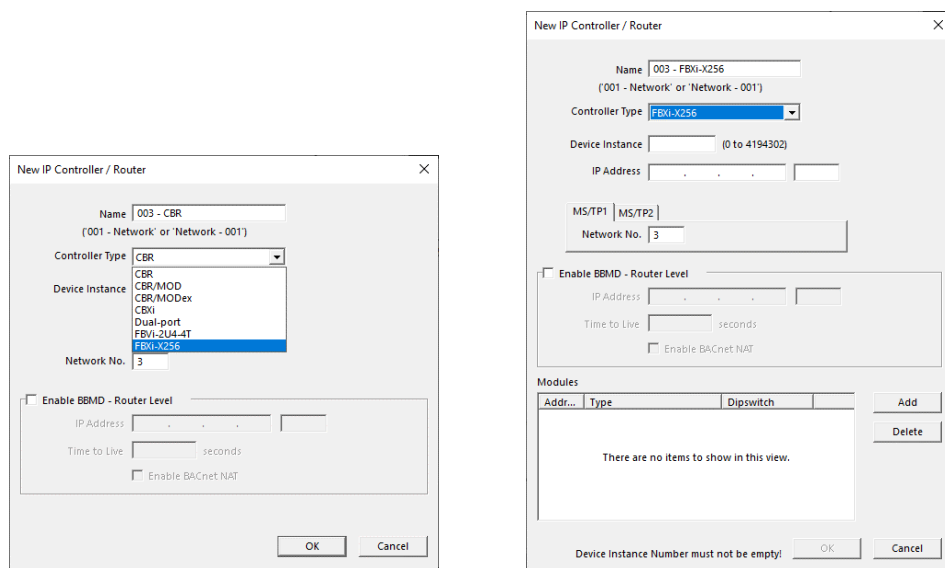 New IP Controller / Router
Name 003 - CBR
('001 - Network' or 'Network - 001')
Controller Type CBR
CBR
CBR/MOD
CBR/MODex
CBXi
Dual-port
FBVi-2U4-4T
FBXi-X256
Device Instance
Network No. 3
Enable BBMD - Router Level
IP Address . . .
Time to Live seconds
Enable BACnet NAT
OK Cancel
New IP Controller / Router
Name 003 - FBXi-X256
('001 - Network' or 'Network - 001')
Controller Type FBXi-X256
Device Instance (0 to 4194302)
IP Address . . .
MS/TP1 MS/TP2
Network No. 3
Enable BBMD - Router Level
IP Address . . .
Time to Live seconds
Enable BACnet NAT
Modules
Addr... Type Dipswitch
Add
Delete
There are no items to show in this view.
Device Instance Number must not be empty! OK Cancel